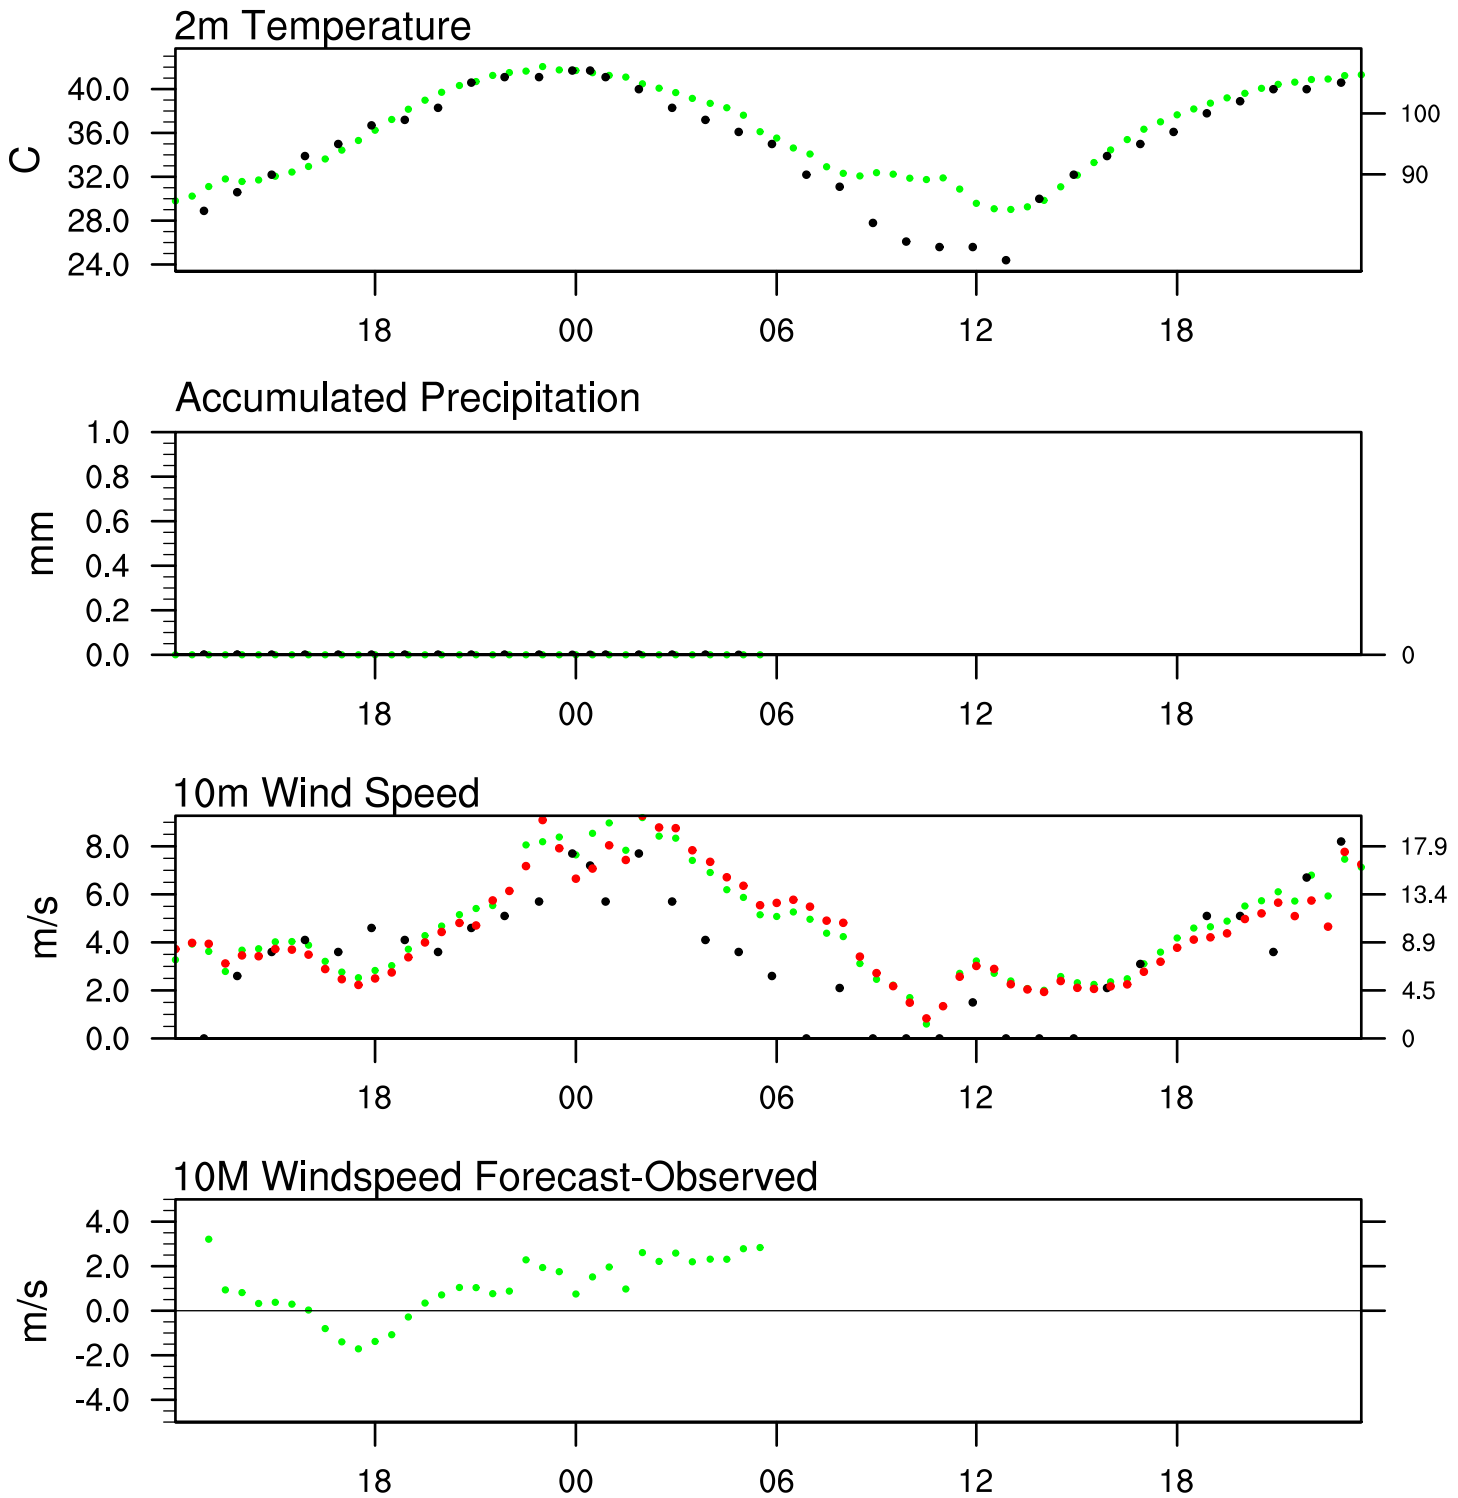 2m Temperature
40.0
36.0
32.0
28.0
24.0
C
100
90
18 00 06 12 18
Accumulated Precipitation
1.0
0.8
0.6
0.4
0.2
0.0
mm
0
18 00 06 12 18
10m Wind Speed
8.0
6.0
4.0
2.0
0.0
m/s
17.9
13.4
8.9
4.5
0
18 00 06 12 18
10M Windspeed Forecast-Observed
4.0
2.0
0.0
-2.0
-4.0
m/s
18 00 06 12 18